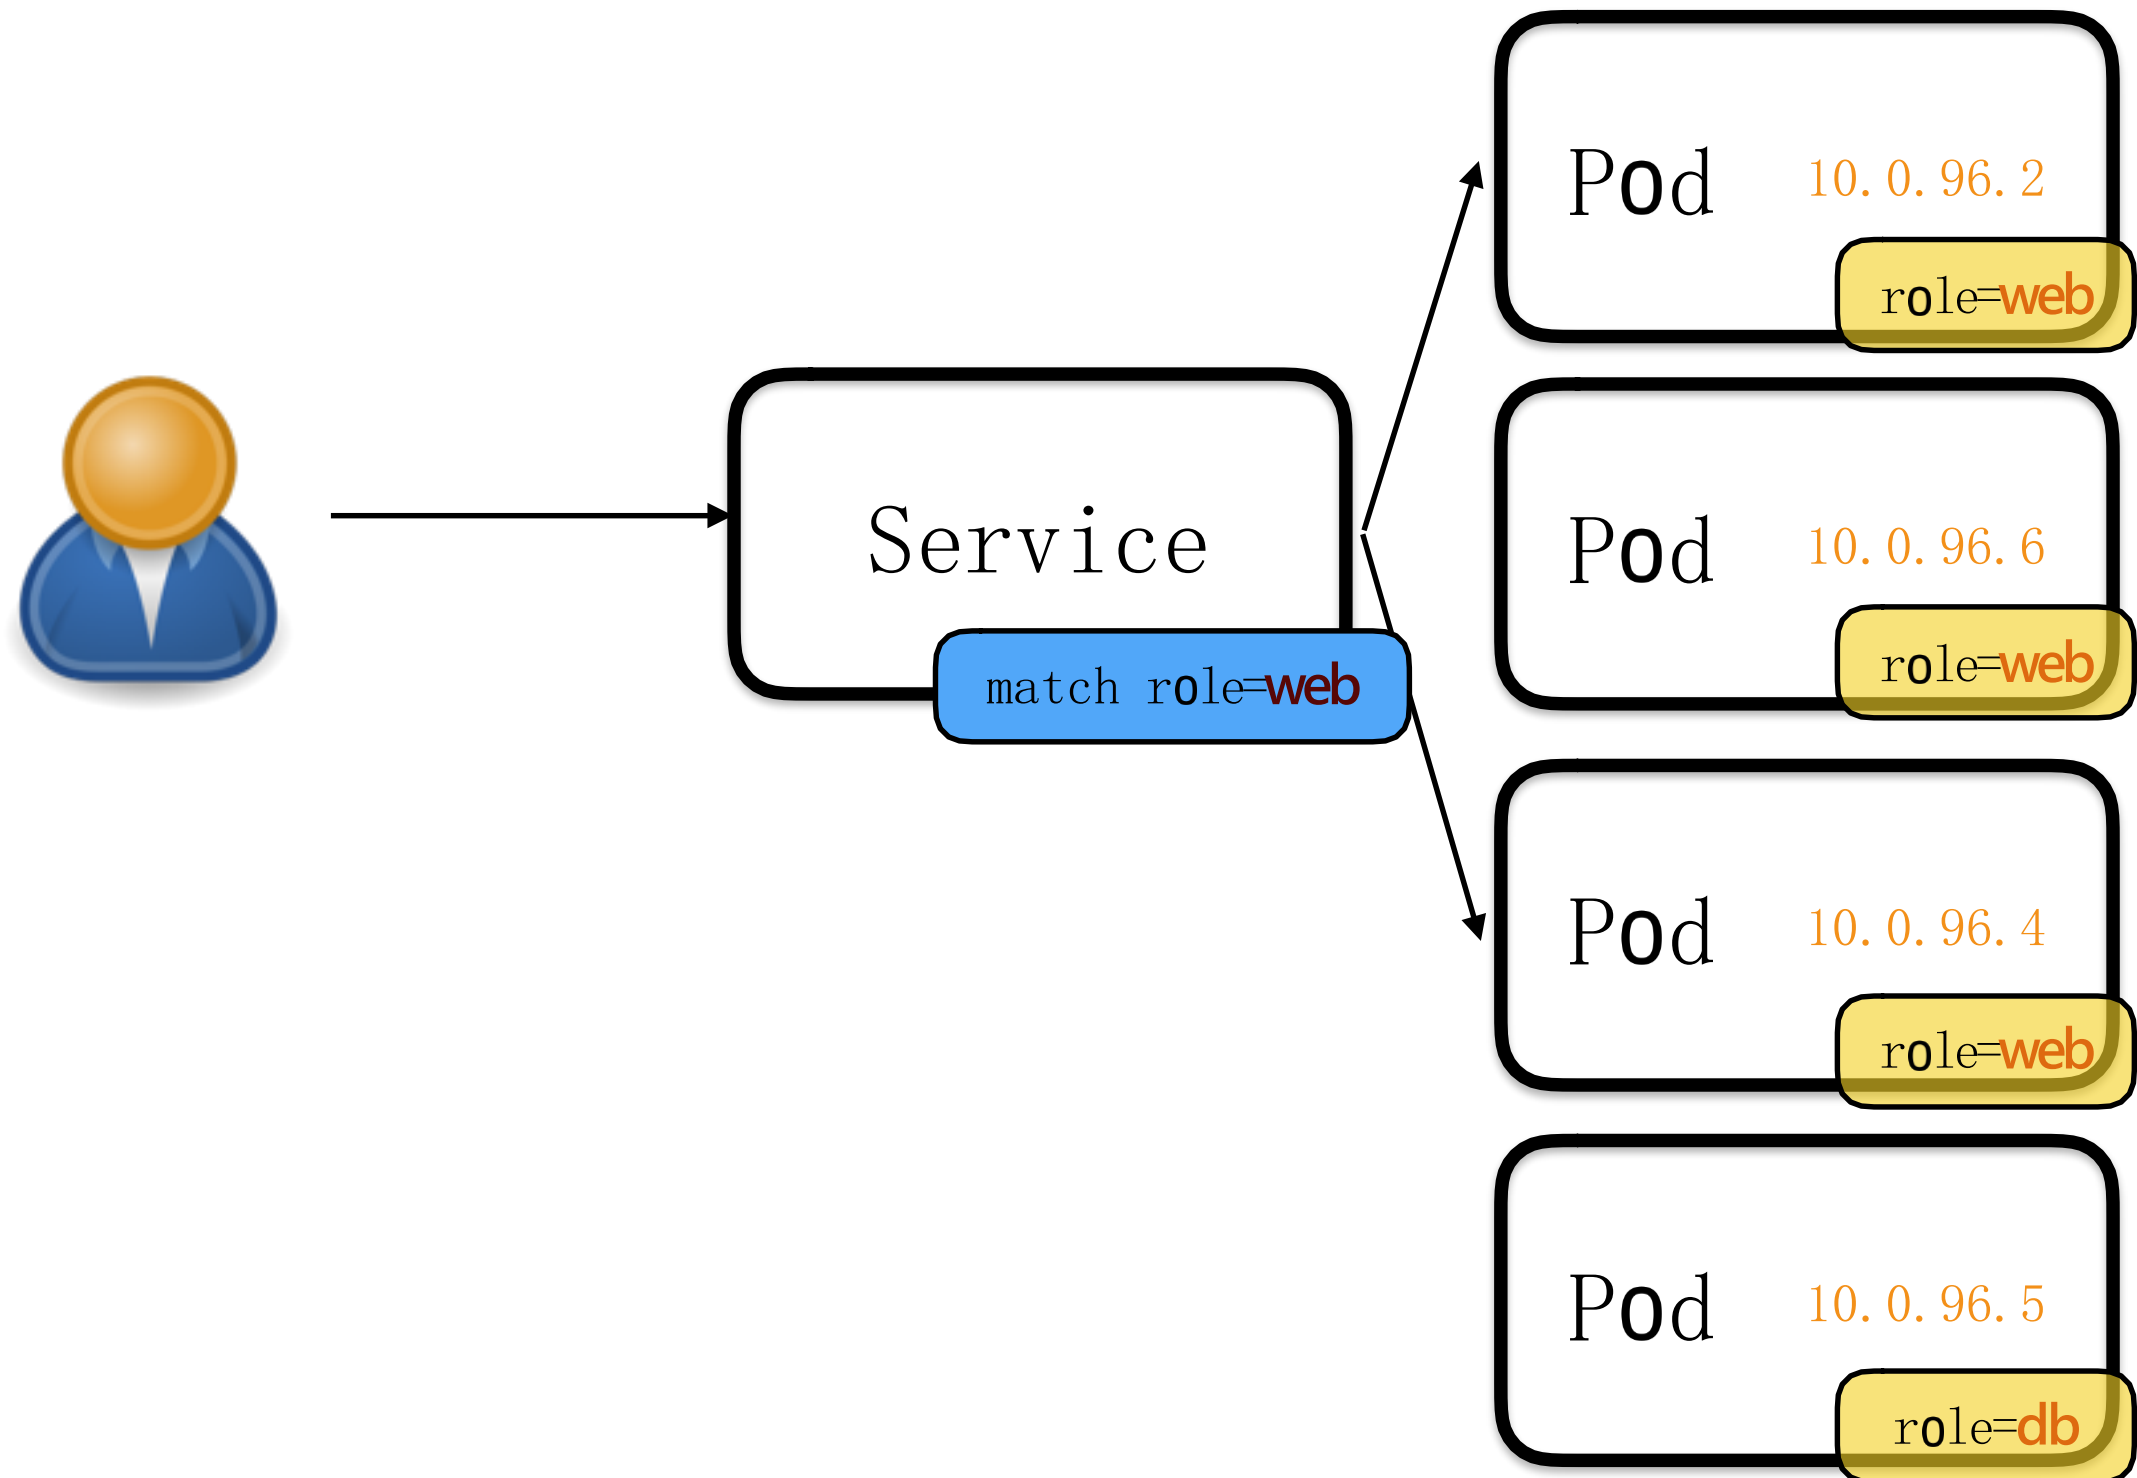 Pod 10.0.96.2
role=web
Pod 10.0.96.6
role=web
Service
match role=web
Pod 10.0.96.4
role=web
Pod 10.0.96.5
role=db